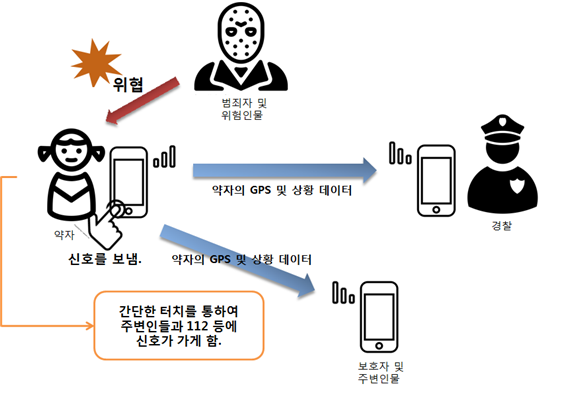 위협
범죄자 및
위험인물
약자의 GPS 및 상황 데이터
경찰
약자
신호를 보냄.
약자의 GPS 및 상황 데이터
간단한 터치를 통하여
주변인들과 112 등에
신호가 가게 함.
보호자 및
주변인물